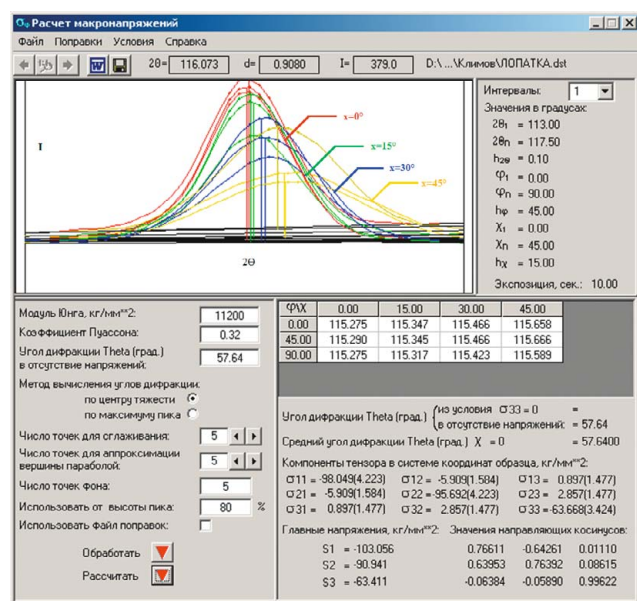 σφ Расчет макронапряжений
Файл Поправки Условия Справка
2θ= 116.073 d= 0.9080 I= 379.0 D:\ ...\Климов\ЛОПАТКА.dst
I
x=0°
x=15°
x=30°
x=45°
2Θ
Интервалы: 1
Значения в градусах:
2θ1 = 113.00
2θn = 117.50
h2θ = 0.10
φ1 = 0.00
φn = 90.00
hφ = 45.00
X1 = 0.00
Xn = 45.00
hX = 15.00
Экспозиция, сек.: 10.00
Модуль Юнга, кг/мм**2: 11200
Коэффициент Пуассона: 0.32
Угол дифракции Theta (град.)
в отсутствие напряжений: 57.64
Метод вычисления углов дифракции:
по центру тяжести
по максимуму пика
Число точек для сглаживания: 5
Число точек для аппроксимации
вершины параболой: 5
Число точек фона: 5
Использовать от высоты пика: 80 %
Использовать файл поправок:
Обработать
Рассчитать
φ\X 0.00 15.00 30.00 45.00
0.00 115.275 115.347 115.466 115.658
45.00 115.290 115.345 115.466 115.666
90.00 115.275 115.317 115.423 115.589
Угол дифракции Theta (град.) из условия σ33 = 0 =
в отсутствие напряжений: = 57.64
Средний угол дифракции Theta (град.) X = 0 = 57.6400
Компоненты тензора в системе координат образца, кг/мм**2:
σ11 = -98.049(4.223) σ12 = -5.909(1.584) σ13 = 0.897(1.477)
σ21 = -5.909(1.584) σ22 = -95.692(4.223) σ23 = 2.857(1.477)
σ31 = 0.897(1.477) σ32 = 2.857(1.477) σ33 = -63.668(3.424)
Главные напряжения, кг/мм**2: Значения направляющих косинусов:
S1 = -103.056 0.76611 0.64261 0.01110
S2 = -90.941 0.63953 0.76392 0.08615
S3 = -63.411 -0.06384 -0.05890 0.99622